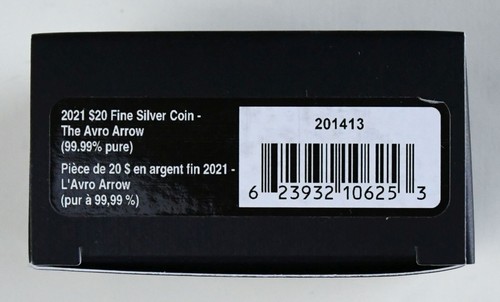 2021 $20 Fine Silver Coin -
The Avro Arrow
(99.99% pure)
Pièce de 20 $ en argent fin 2021 -
L'Avro Arrow
(pur à 99,99 %)
201413
6 23932 10625 3